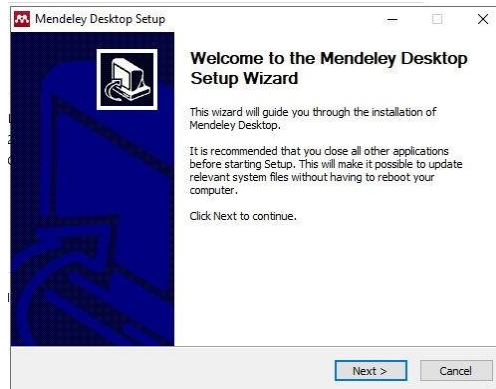 Mendeley Desktop Setup
Welcome to the Mendeley Desktop
Setup Wizard
This wizard will guide you through the installation of
Mendeley Desktop.
It is recommended that you close all other applications
before starting Setup. This will make it possible to update
relevant system files without having to reboot your
computer.
Click Next to continue.
Next >
Cancel